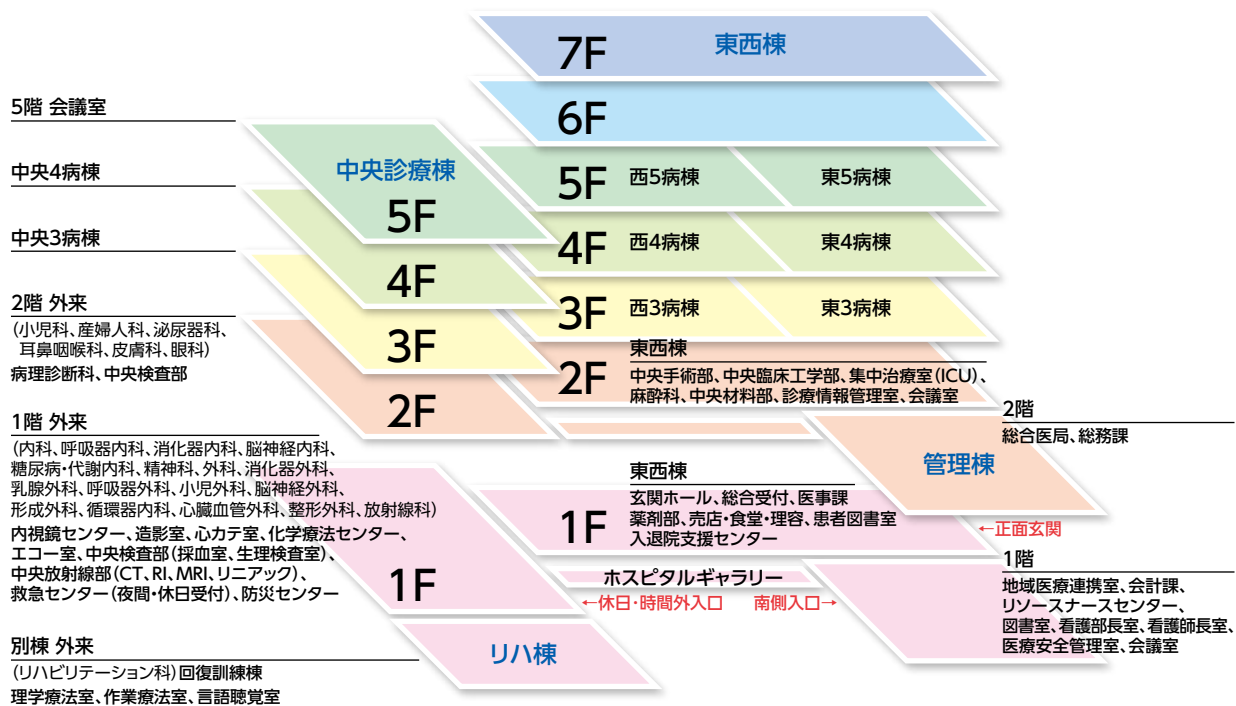 7F
東西棟
6F
5F
西5病棟
東5病棟
4F
西4病棟
東4病棟
3F
西3病棟
東3病棟
2F
東西棟
中央手術部、中央臨床工学部、集中治療室(ICU)、
麻酔科、中央材料部、診療情報管理室、会議室
5階 会議室
中央診療棟
5F
中央4病棟
4F
中央3病棟
3F
2階 外来
(小児科、産婦人科、泌尿器科、
耳鼻咽喉科、皮膚科、眼科)
病理診断科、中央検査部
2F
1階 外来
(内科、呼吸器内科、消化器内科、脳神経内科、
糖尿病・代謝内科、精神科、外科、消化器外科、
乳腺外科、呼吸器外科、小児外科、脳神経外科、
形成外科、循環器内科、心臓血管外科、整形外科、放射線科)
内視鏡センター、造影室、心カテ室、化学療法センター、
エコー室、中央検査部(採血室、生理検査室)、
中央放射線部(CT、RI、MRI、リニアック)、
救急センター(夜間・休日受付)、防災センター
1F
別棟 外来
(リハビリテーション科)回復訓練棟
理学療法室、作業療法室、言語聴覚室
リハ棟
1F
東西棟
玄関ホール、総合受付、医事課
薬剤部、売店・食堂・理容、患者図書室
入退院支援センター
ホスピタルギャラリー
←休日・時間外入口
南側入口→
管理棟
2階
総合医局、総務課
←正面玄関
1階
地域医療連携室、会計課、
リソースナースセンター、
図書室、看護部長室、看護師長室、
医療安全管理室、会議室